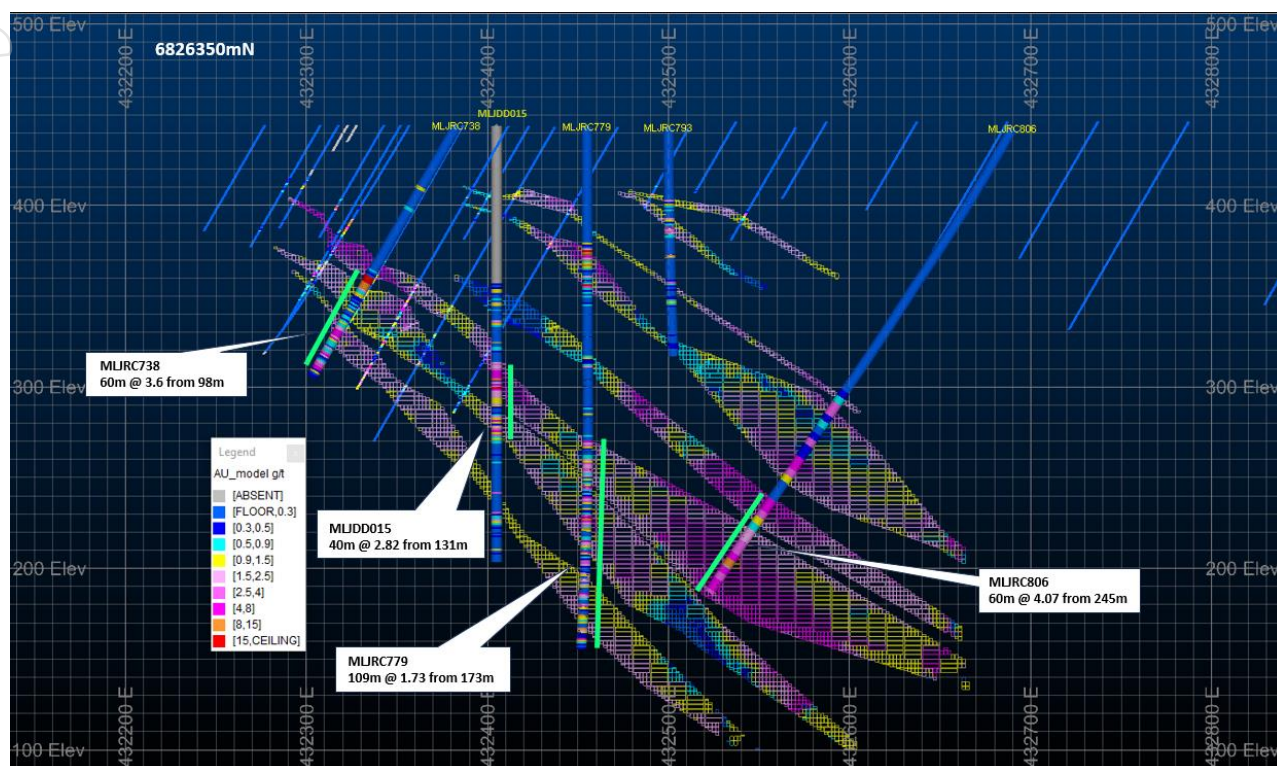 500 Elev
500 Elev
432200 E
432300 E
432400 E
432500 E
432600 E
432700 E
432800 E
6826350mN
MLJRC738
MLJDD015
MLJRC779
MLJRC793
MLJRC806
400 Elev
400 Elev
300 Elev
300 Elev
MLJRC738
60m @ 3.6 from 98m
Legend
AU_model g/t
[ABSENT]
[FLOOR,0.3]
[0.3,0.5]
[0.5,0.9]
[0.9,1.5]
[1.5,2.5]
[2.5,4]
[4,8]
[8,15]
[15,CEILING]
MLJDD015
40m @ 2.82 from 131m
200 Elev
200 Elev
MLJRC806
60m @ 4.07 from 245m
MLJRC779
109m @ 1.73 from 173m
432200 E
432300 E
432400 E
432500 E
432600 E
432700 E
432800 E
100 Elev
100 Elev